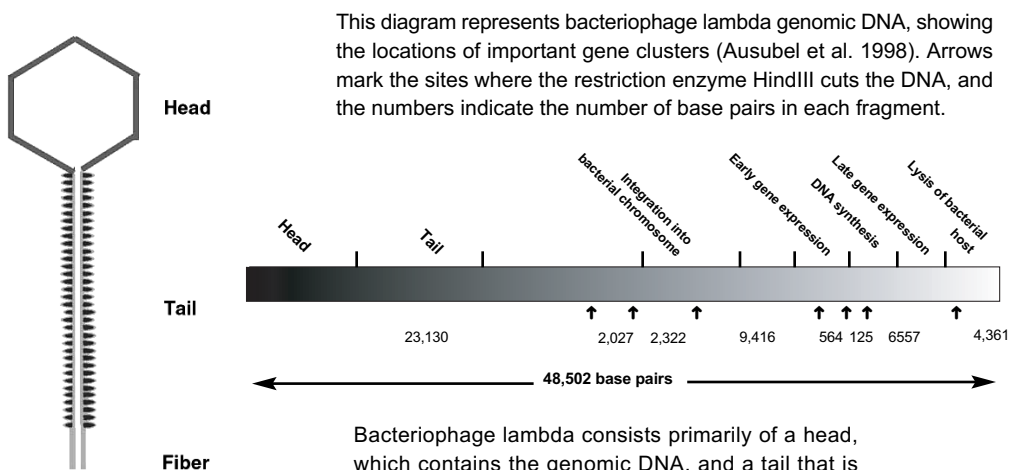 This diagram represents bacteriophage lambda genomic DNA, showing
the locations of important gene clusters (Ausubel et al. 1998). Arrows
mark the sites where the restriction enzyme HindIII cuts the DNA, and
the numbers indicate the number of base pairs in each fragment.
Head
Head
Tail
Integration into
bacterial chromosome
Early gene expression
DNA synthesis
Late gene expression
Lysis of bacterial
host
Tail
23,130
2,027
2,322
9,416
564
125
6557
4,361
48,502 base pairs
Fiber
Bacteriophage lambda consists primarily of a head,
which contains the genomic DNA, and a tail that is